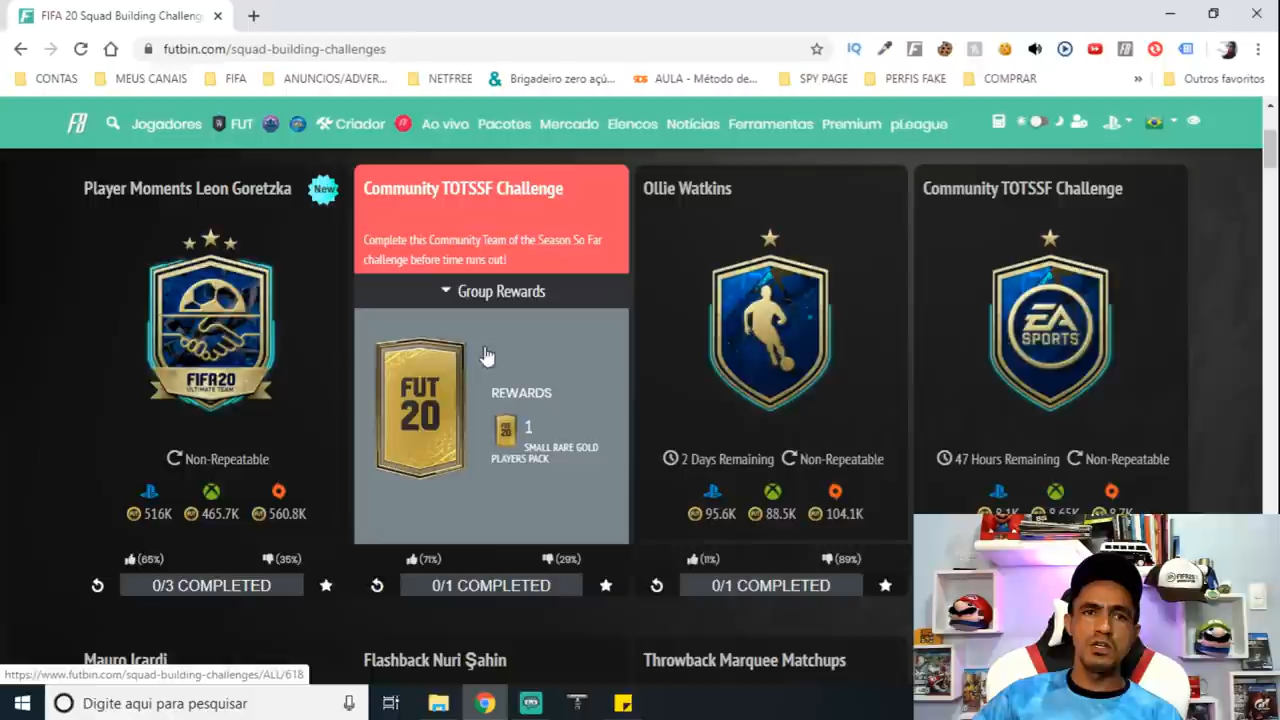 FIFA 20 Squad Building Challeng
futbin.com/squad-building-challenges
CONTAS
MEUS CANAIS
FIFA
ANUNCIOS/ADVER...
NETFREE
Brigadeiro zero açú...
AULA - Método de...
SPY PAGE
PERFIS FAKE
COMPRAR
»
Outros favoritos
Jogadores
FUT
Criador
Ao vivo
Pacotes
Mercado
Elencos
Notícias
Ferramentas
Premium
pLeague
Player Moments Leon Goretzka
New
FIFA20
ULTIMATE TEAM
Non-Repeatable
516K
465.7K
560.8K
(65%)
(35%)
0/3 COMPLETED
Community TOTSSF Challenge
Complete this Community Team of the Season So Far
challenge before time runs out!
Group Rewards
FUT
20
REWARDS
1
SMALL RARE GOLD
PLAYERS PACK
(71%)
(29%)
0/1 COMPLETED
Ollie Watkins
2 Days Remaining
Non-Repeatable
95.6K
88.5K
104.1K
(11%)
(89%)
0/1 COMPLETED
Community TOTSSF Challenge
EA
SPORTS
47 Hours Remaining
Non-Repeatable
8.1K
8.65K
8.7K
Mauro Icardi
Flashback Nuri Şahin
Throwback Marquee Matchups
https://www.futbin.com/squad-building-challenges/ALL/618
Digite aqui para pesquisar